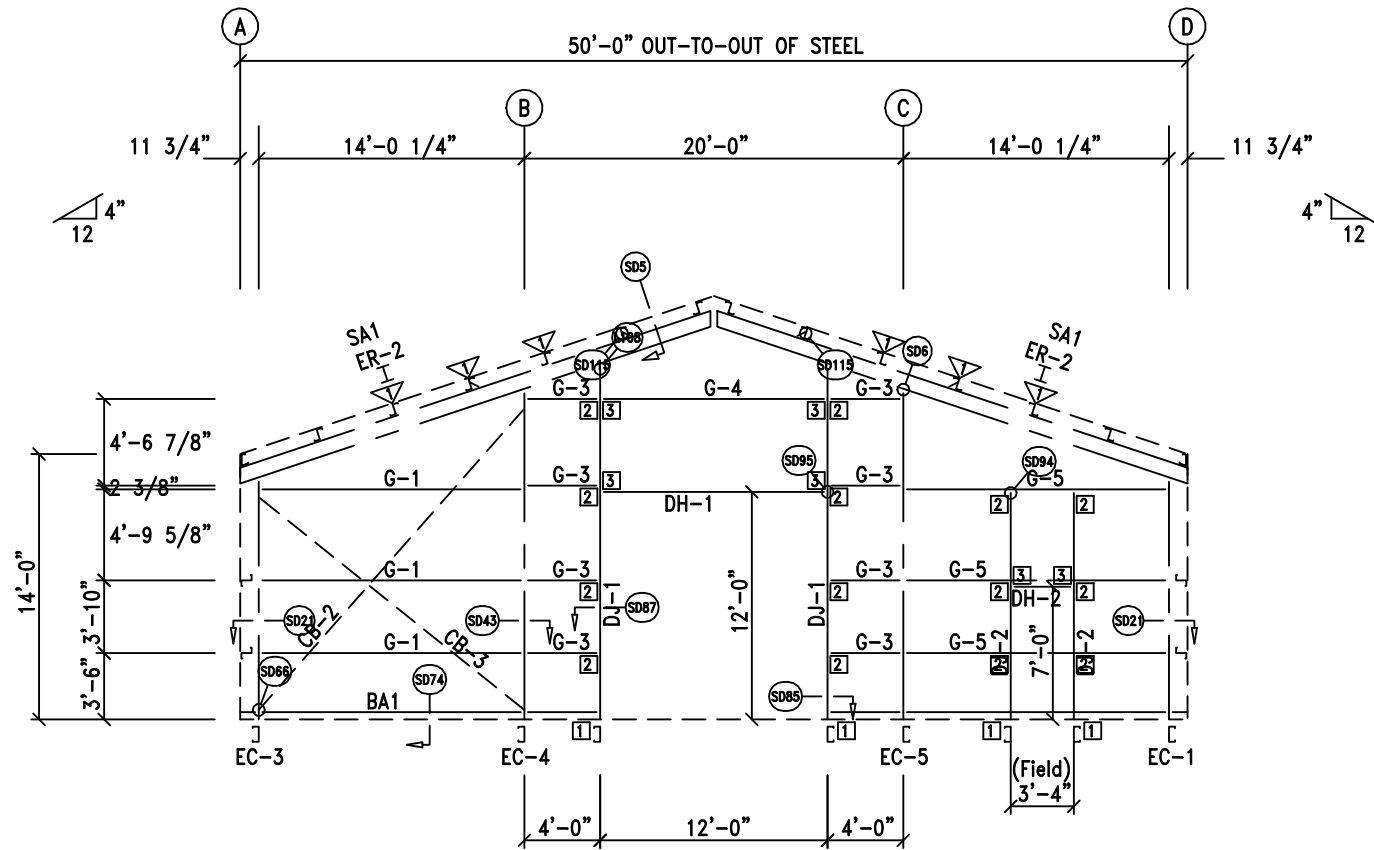 A
D
50'-0" OUT-TO-OUT OF STEEL
B
C
11 3/4"
14'-0 1/4"
20'-0"
14'-0 1/4"
11 3/4"
4"
12
4"
12
SD5
SA1
ER-2
1
1
1
SD115
SD115
SD6
1
1
1
SA1
ER-2
G-3
G-4
G-3
2
3
3
2
4'-6 7/8"
2 3/8"
4'-9 5/8"
3'-10"
3'-6"
14'-0"
G-1
G-3
3
SD95
3
G-3
SD94
G-5
2
DH-1
2
2
G-1
G-3
G-3
G-5
3
3
2
2
2
2
DH-2
SD21
CB-2
SD43
SD87
DJ-1
12'-0"
DJ-1
SD21
G-1
CB-3
G-3
G-3
G-5
2
2
7'-0"
SD66
SD74
BA1
SD85
1
1
1
1
EC-3
EC-4
EC-5
EC-1
(Field)
3'-4"
4'-0"
12'-0"
4'-0"